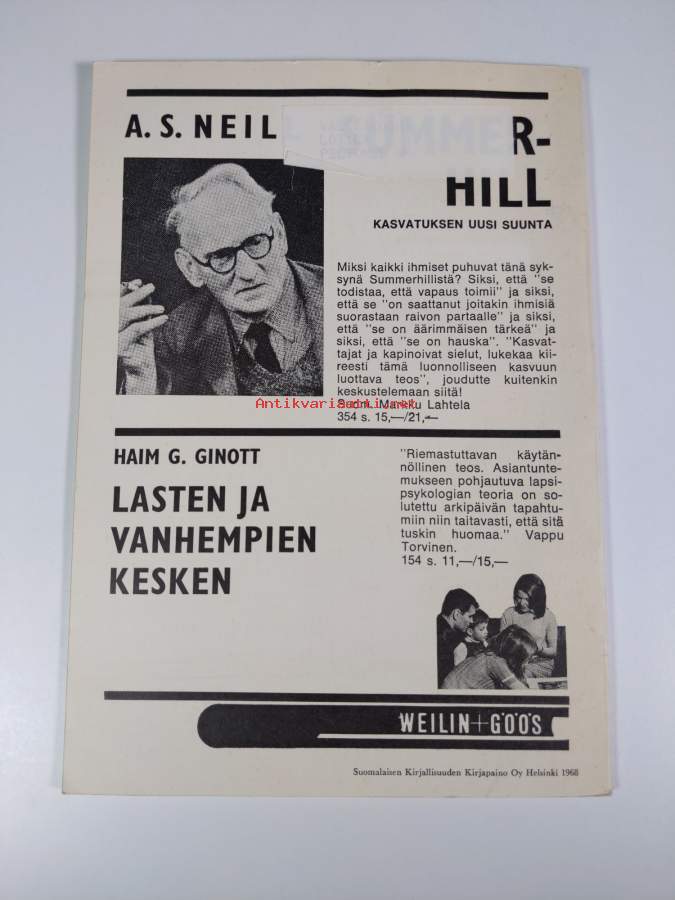 A. S. NEIL
SUMMER-
HILL
KASVATUKSEN UUSI SUUNTA
Miksi kaikki ihmiset puhuvat tänä syk-
synä Summerhillistä? Siksi, että "se
todistaa, että vapaus toimii" ja siksi,
että se "on saattanut joitakin ihmisiä
suorastaan raivon partaalle" ja siksi,
että "se on äärimmäisen tärkeä" ja
siksi, että "se on hauska". "Kasvat-
tajat ja kapinoivat sielut, lukekaa kii-
reesti tämä luonnolliseen kasvuun
luottava teos", joudutte kuitenkin
keskustelemaan siitä!
Suom. Markku Lahtela
354 s. 15,—/21,—
Antikvariaatti.net
HAIM G. GINOTT
LASTEN JA
VANHEMPIEN
KESKEN
"Riemastuttavan käytän-
nöllinen teos. Asiantunte-
mukseen pohjautuva lapsi-
psykologian teoria on so-
lutettu arkipäivän tapahtu-
miin niin taitavasti, että sitä
tuskin huomaa." Vappu
Torvinen.
154 s. 11,—/15,—
WEILIN+GÖÖS
Suomalaisen Kirjallisuuden Kirjapaino Oy Helsinki 1968